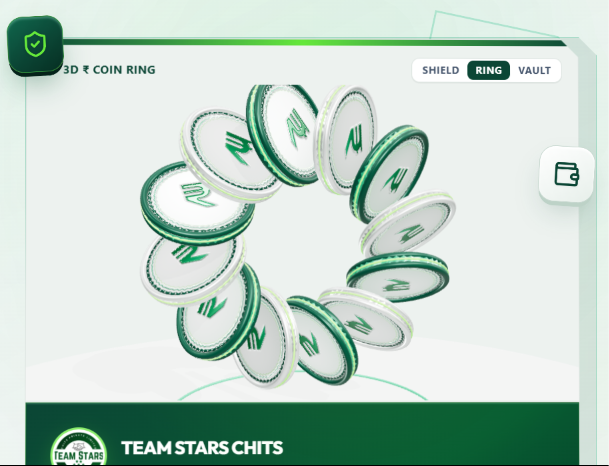 3D ₹ COIN RING
SHIELD RING VAULT
TEAM STARS
TEAM STARS CHITS